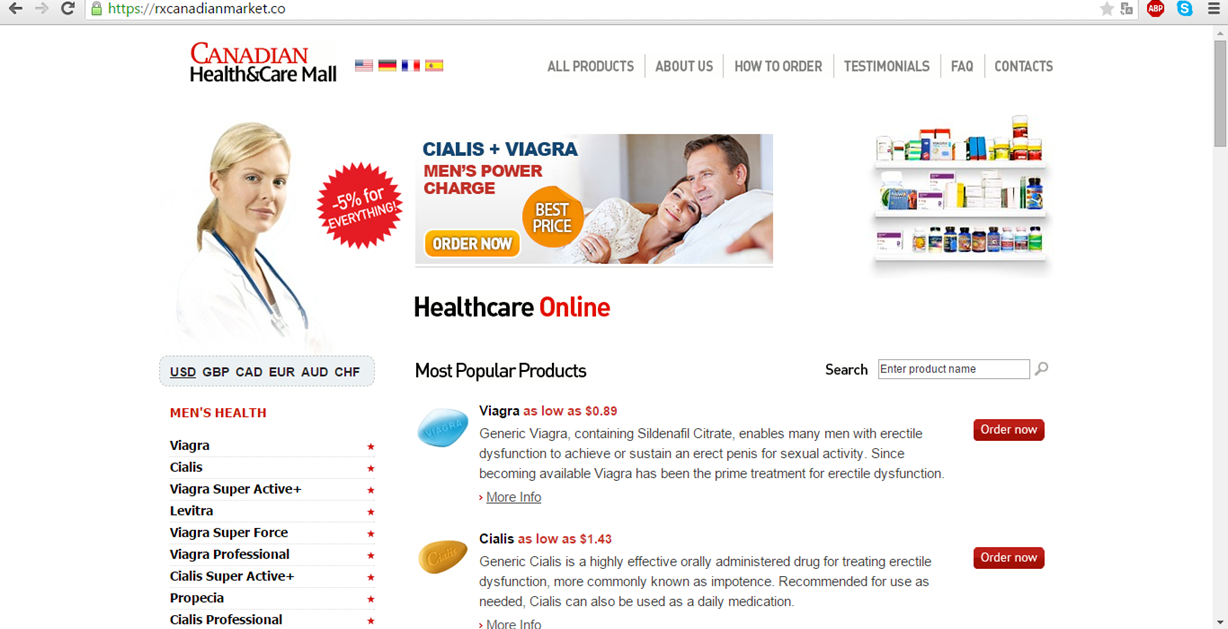 https://rxcanadianmarket.co
ABP
CANADIAN
Health&Care Mall
ALL PRODUCTS
ABOUT US
HOW TO ORDER
TESTIMONIALS
FAQ
CONTACTS
-5% for
EVERYTHING!
CIALIS + VIAGRA
MEN'S POWER
CHARGE
BEST
PRICE
ORDER NOW
Healthcare Online
USD GBP CAD EUR AUD CHF
Most Popular Products
Search
Enter product name
MEN'S HEALTH
Viagra
Cialis
Viagra Super Active+
Levitra
Viagra Super Force
Viagra Professional
Cialis Super Active+
Propecia
Cialis Professional
VIAGRA
Viagra as low as $0.89
Generic Viagra, containing Sildenafil Citrate, enables many men with erectile
dysfunction to achieve or sustain an erect penis for sexual activity. Since
becoming available Viagra has been the prime treatment for erectile dysfunction.
› More Info
Order now
Cialis
Cialis as low as $1.43
Generic Cialis is a highly effective orally administered drug for treating erectile
dysfunction, more commonly known as impotence. Recommended for use as
needed, Cialis can also be used as a daily medication.
› More Info
Order now